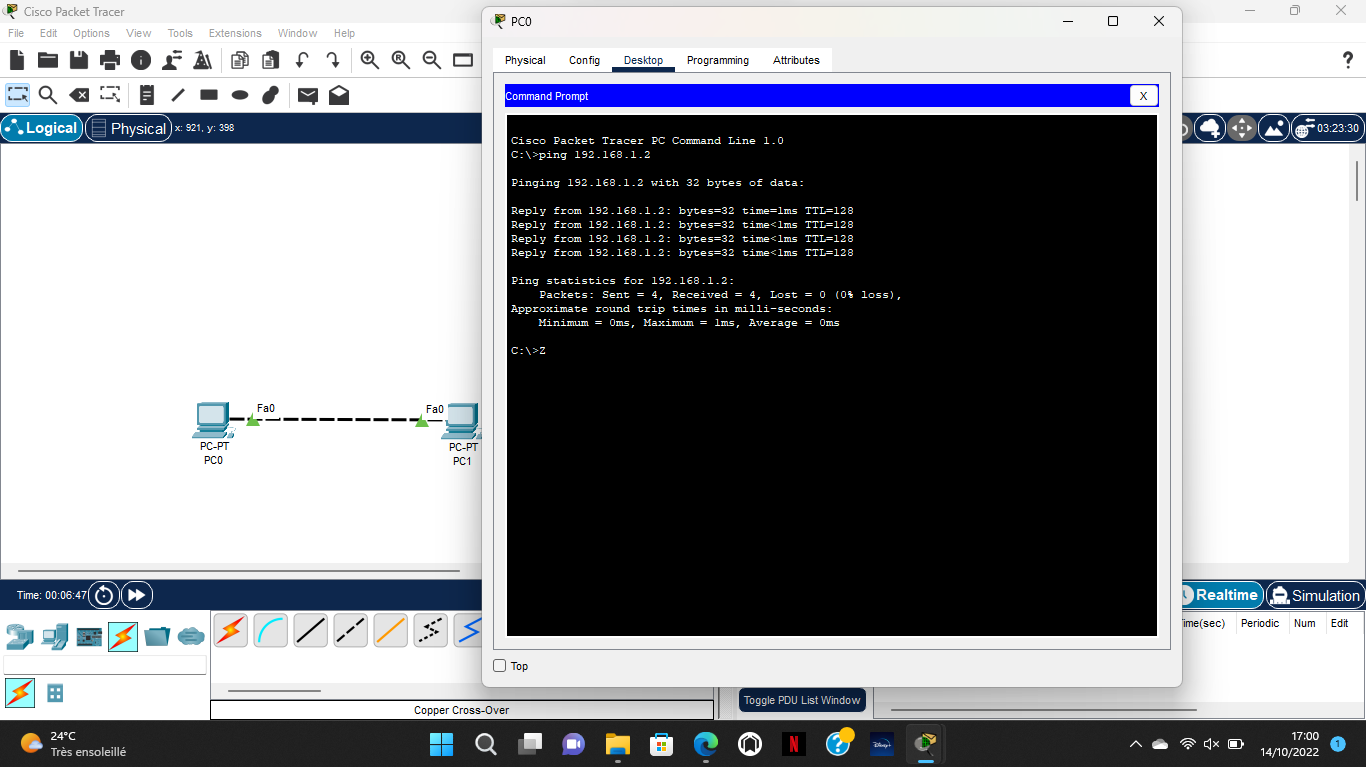 Cisco Packet Tracer
File Edit Options View Tools Extensions Window Help
?
Logical Physical x: 921, y: 398
03:23:30
PC0
Physical Config Desktop Programming Attributes
Command Prompt X
Cisco Packet Tracer PC Command Line 1.0
C:\>ping 192.168.1.2
Pinging 192.168.1.2 with 32 bytes of data:
Reply from 192.168.1.2: bytes=32 time=1ms TTL=128
Reply from 192.168.1.2: bytes=32 time<1ms TTL=128
Reply from 192.168.1.2: bytes=32 time<1ms TTL=128
Reply from 192.168.1.2: bytes=32 time<1ms TTL=128
Ping statistics for 192.168.1.2:
Packets: Sent = 4, Received = 4, Lost = 0 (0% loss),
Approximate round trip times in milli-seconds:
Minimum = 0ms, Maximum = 1ms, Average = 0ms
C:\>Z
Top
Fa0 Fa0
PC-PT PC-PT
PC0 PC1
Time: 00:06:47
Realtime Simulation
Time(sec) Periodic Num Edit
Copper Cross-Over
Toggle PDU List Window
24°C
Très ensoleillé
17:00
14/10/2022
1